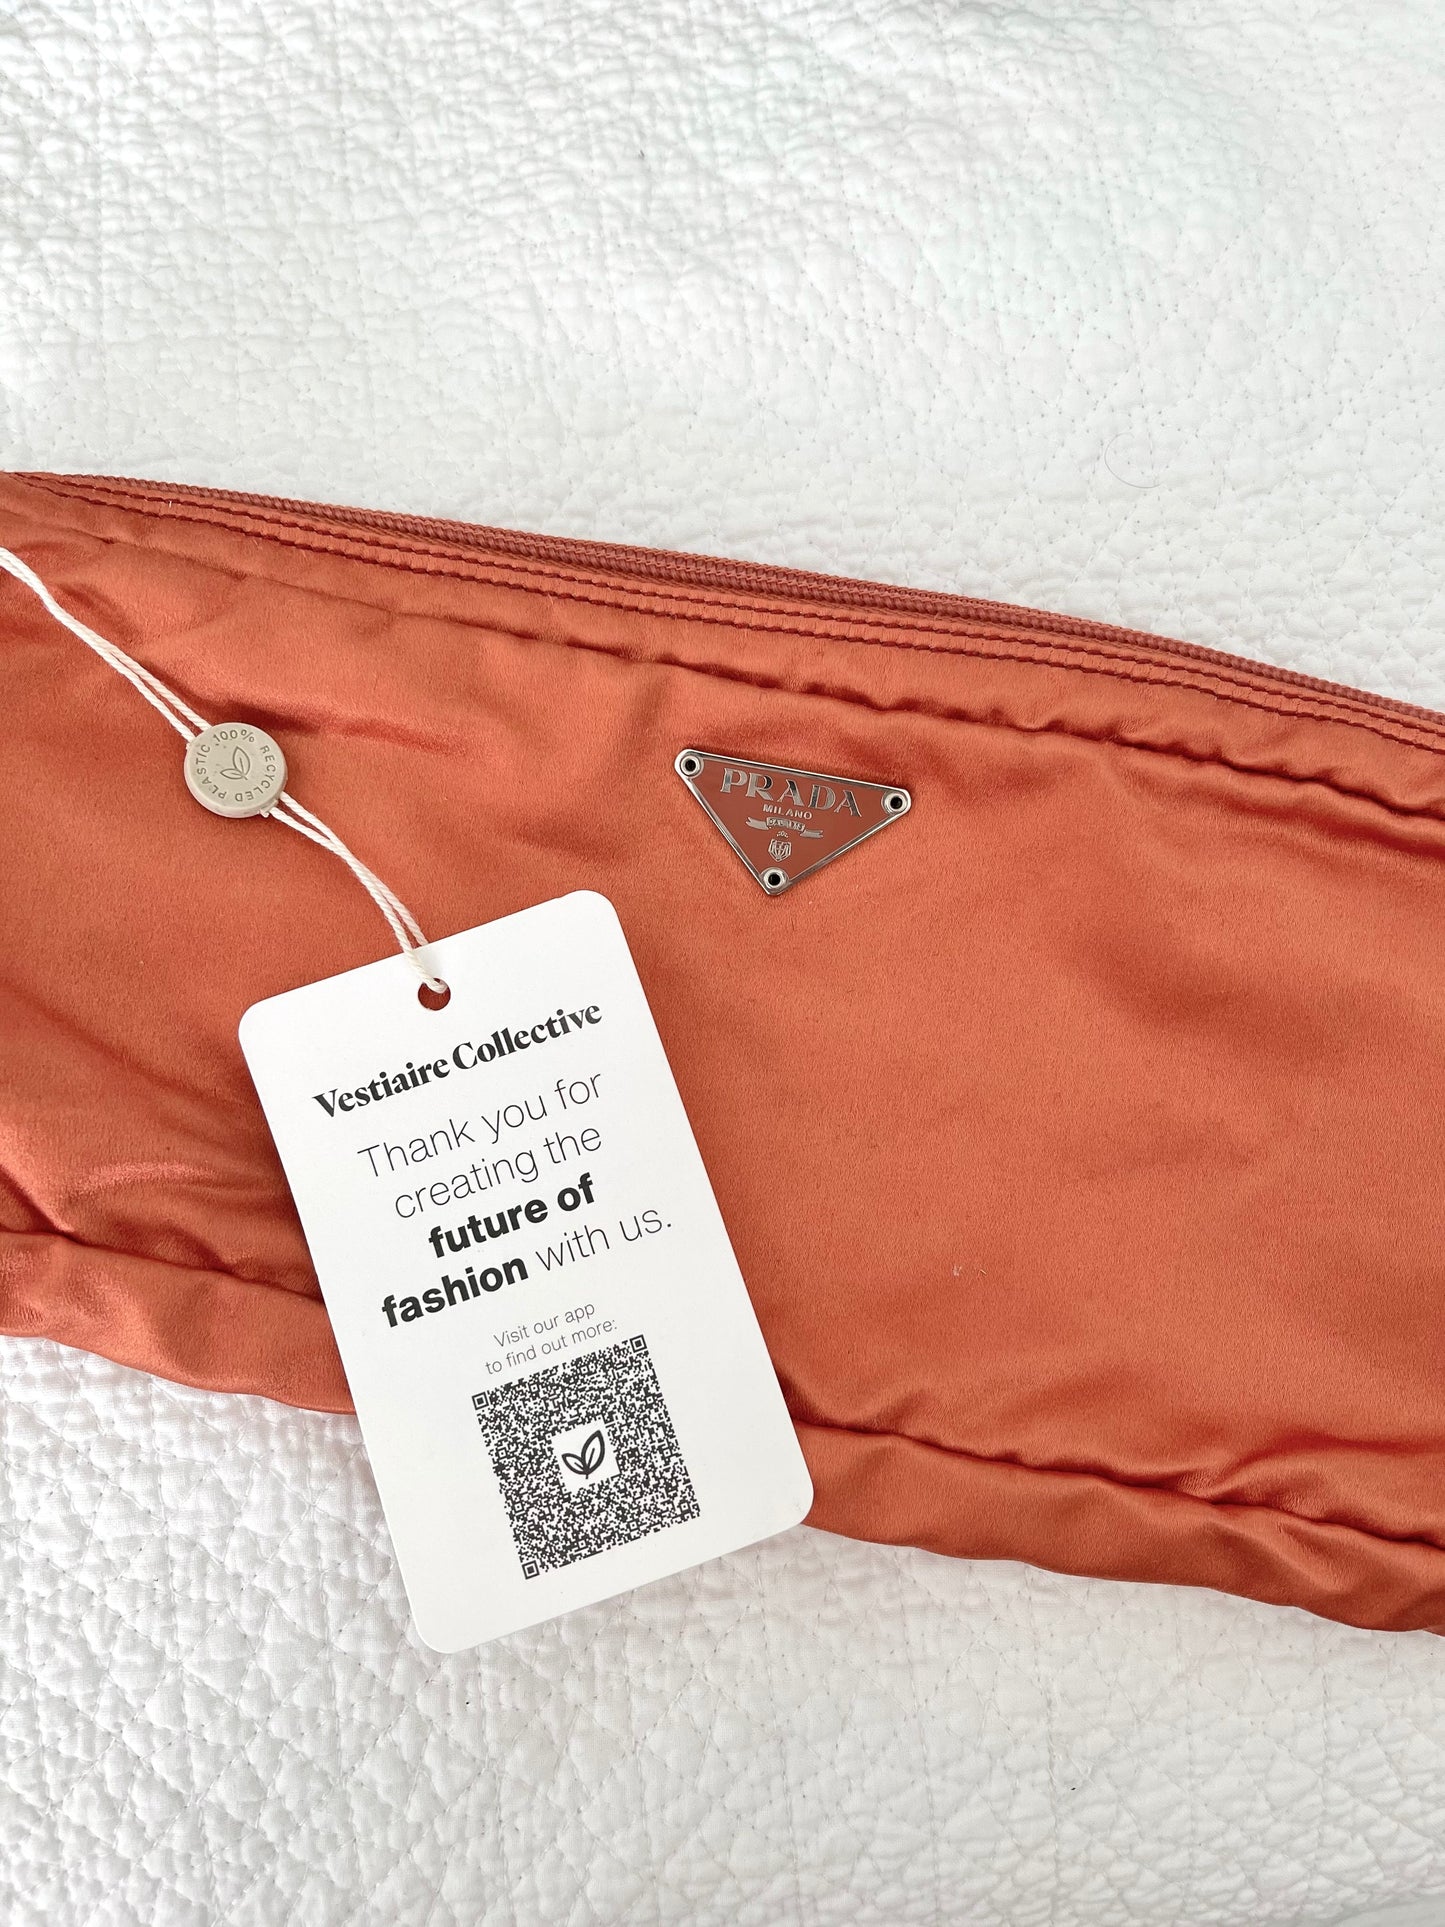 100% RECYCLED PLASTIC
PRADA
MILANO
Vestiaire Collective
Thank you for
creating the
future of
fashion with us.
Visit our app
to find out more: